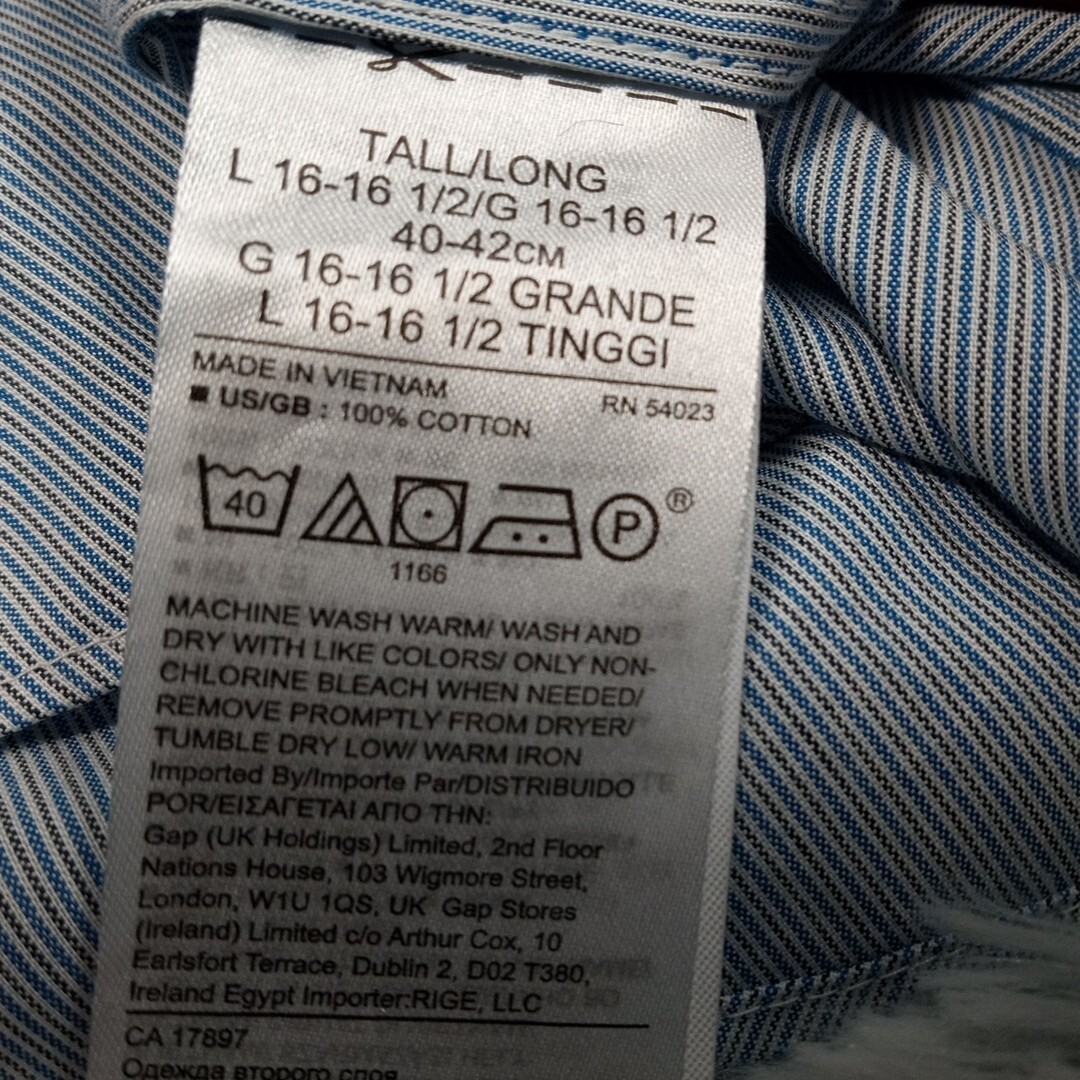 TALL/LONG
L 16-16 1/2/G 16-16 1/2
40-42CM
G 16-16 1/2 GRANDE
L 16-16 1/2 TINGGI
MADE IN VIETNAM
RN 54023
■ US/GB : 100% COTTON
40
P
®
1166
MACHINE WASH WARM/ WASH AND
DRY WITH LIKE COLORS/ ONLY NON-
CHLORINE BLEACH WHEN NEEDED/
REMOVE PROMPTLY FROM DRYER/
TUMBLE DRY LOW/ WARM IRON
Imported By/Importe Par/DISTRIBUIDO
POR/ΕΙΣΑΓΕΤΑΙ ΑΠΟ ΤΗΝ:
Gap (UK Holdings) Limited, 2nd Floor
Nations House, 103 Wigmore Street,
London, W1U 1QS, UK Gap Stores
(Ireland) Limited c/o Arthur Cox, 10
Earlsfort Terrace, Dublin 2, D02 T380,
Ireland Egypt Importer:RIGE, LLC
CA 17897
Одежда второго слоя